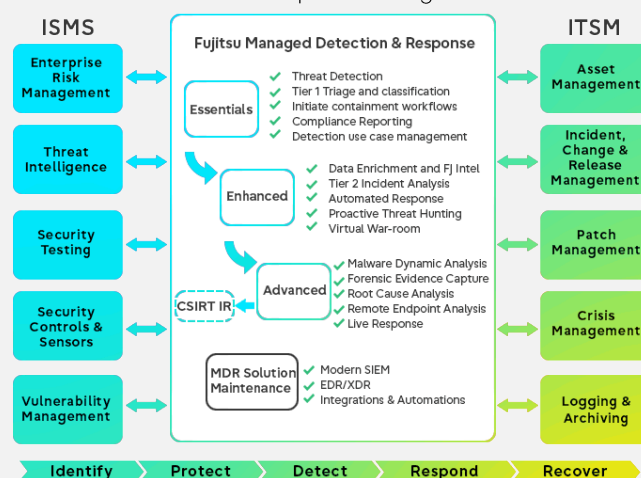 ISMS
Enterprise
Risk
Management
Threat
Intelligence
Security
Testing
Security
Controls &
Sensors
Vulnerability
Management
Fujitsu Managed Detection & Response
Essentials
Threat Detection
Tier 1 Triage and classification
Initiate containment workflows
Compliance Reporting
Detection use case management
Enhanced
Data Enrichment and FJ Intel
Tier 2 Incident Analysis
Automated Response
Proactive Threat Hunting
Virtual War-room
Advanced
Malware Dynamic Analysis
Forensic Evidence Capture
Root Cause Analysis
Remote Endpoint Analysis
Live Response
CSIRT IR
MDR Solution
Maintenance
Modern SIEM
EDR/XDR
Integrations & Automations
ITSM
Asset
Management
Incident,
Change &
Release
Management
Patch
Management
Crisis
Management
Logging &
Archiving
Identify
Protect
Detect
Respond
Recover